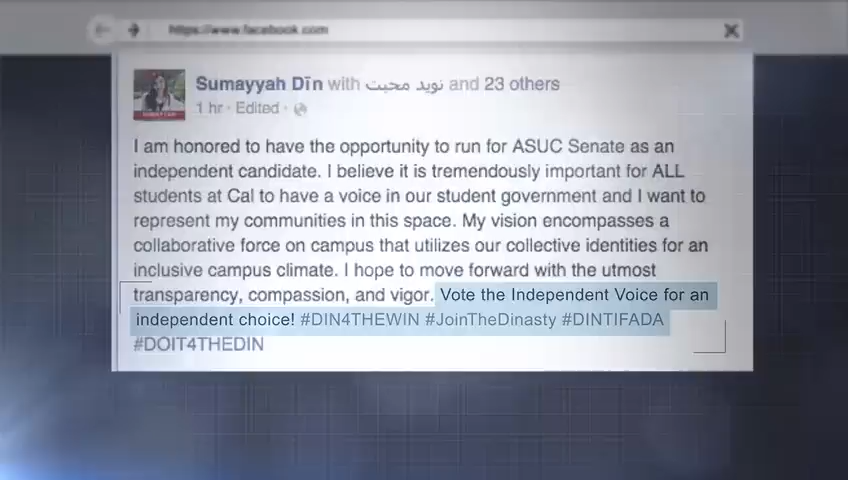 https://www.facebook.com
Sumayyah Dīn with نوید محبت and 23 others
1 hr · Edited ·
I am honored to have the opportunity to run for ASUC Senate as an
independent candidate. I believe it is tremendously important for ALL
students at Cal to have a voice in our student government and I want to
represent my communities in this space. My vision encompasses a
collaborative force on campus that utilizes our collective identities for an
inclusive campus climate. I hope to move forward with the utmost
transparency, compassion, and vigor. Vote the Independent Voice for an
independent choice! #DIN4THEWIN #JoinTheDinasty #DINTIFADA
#DOIT4THEDIN